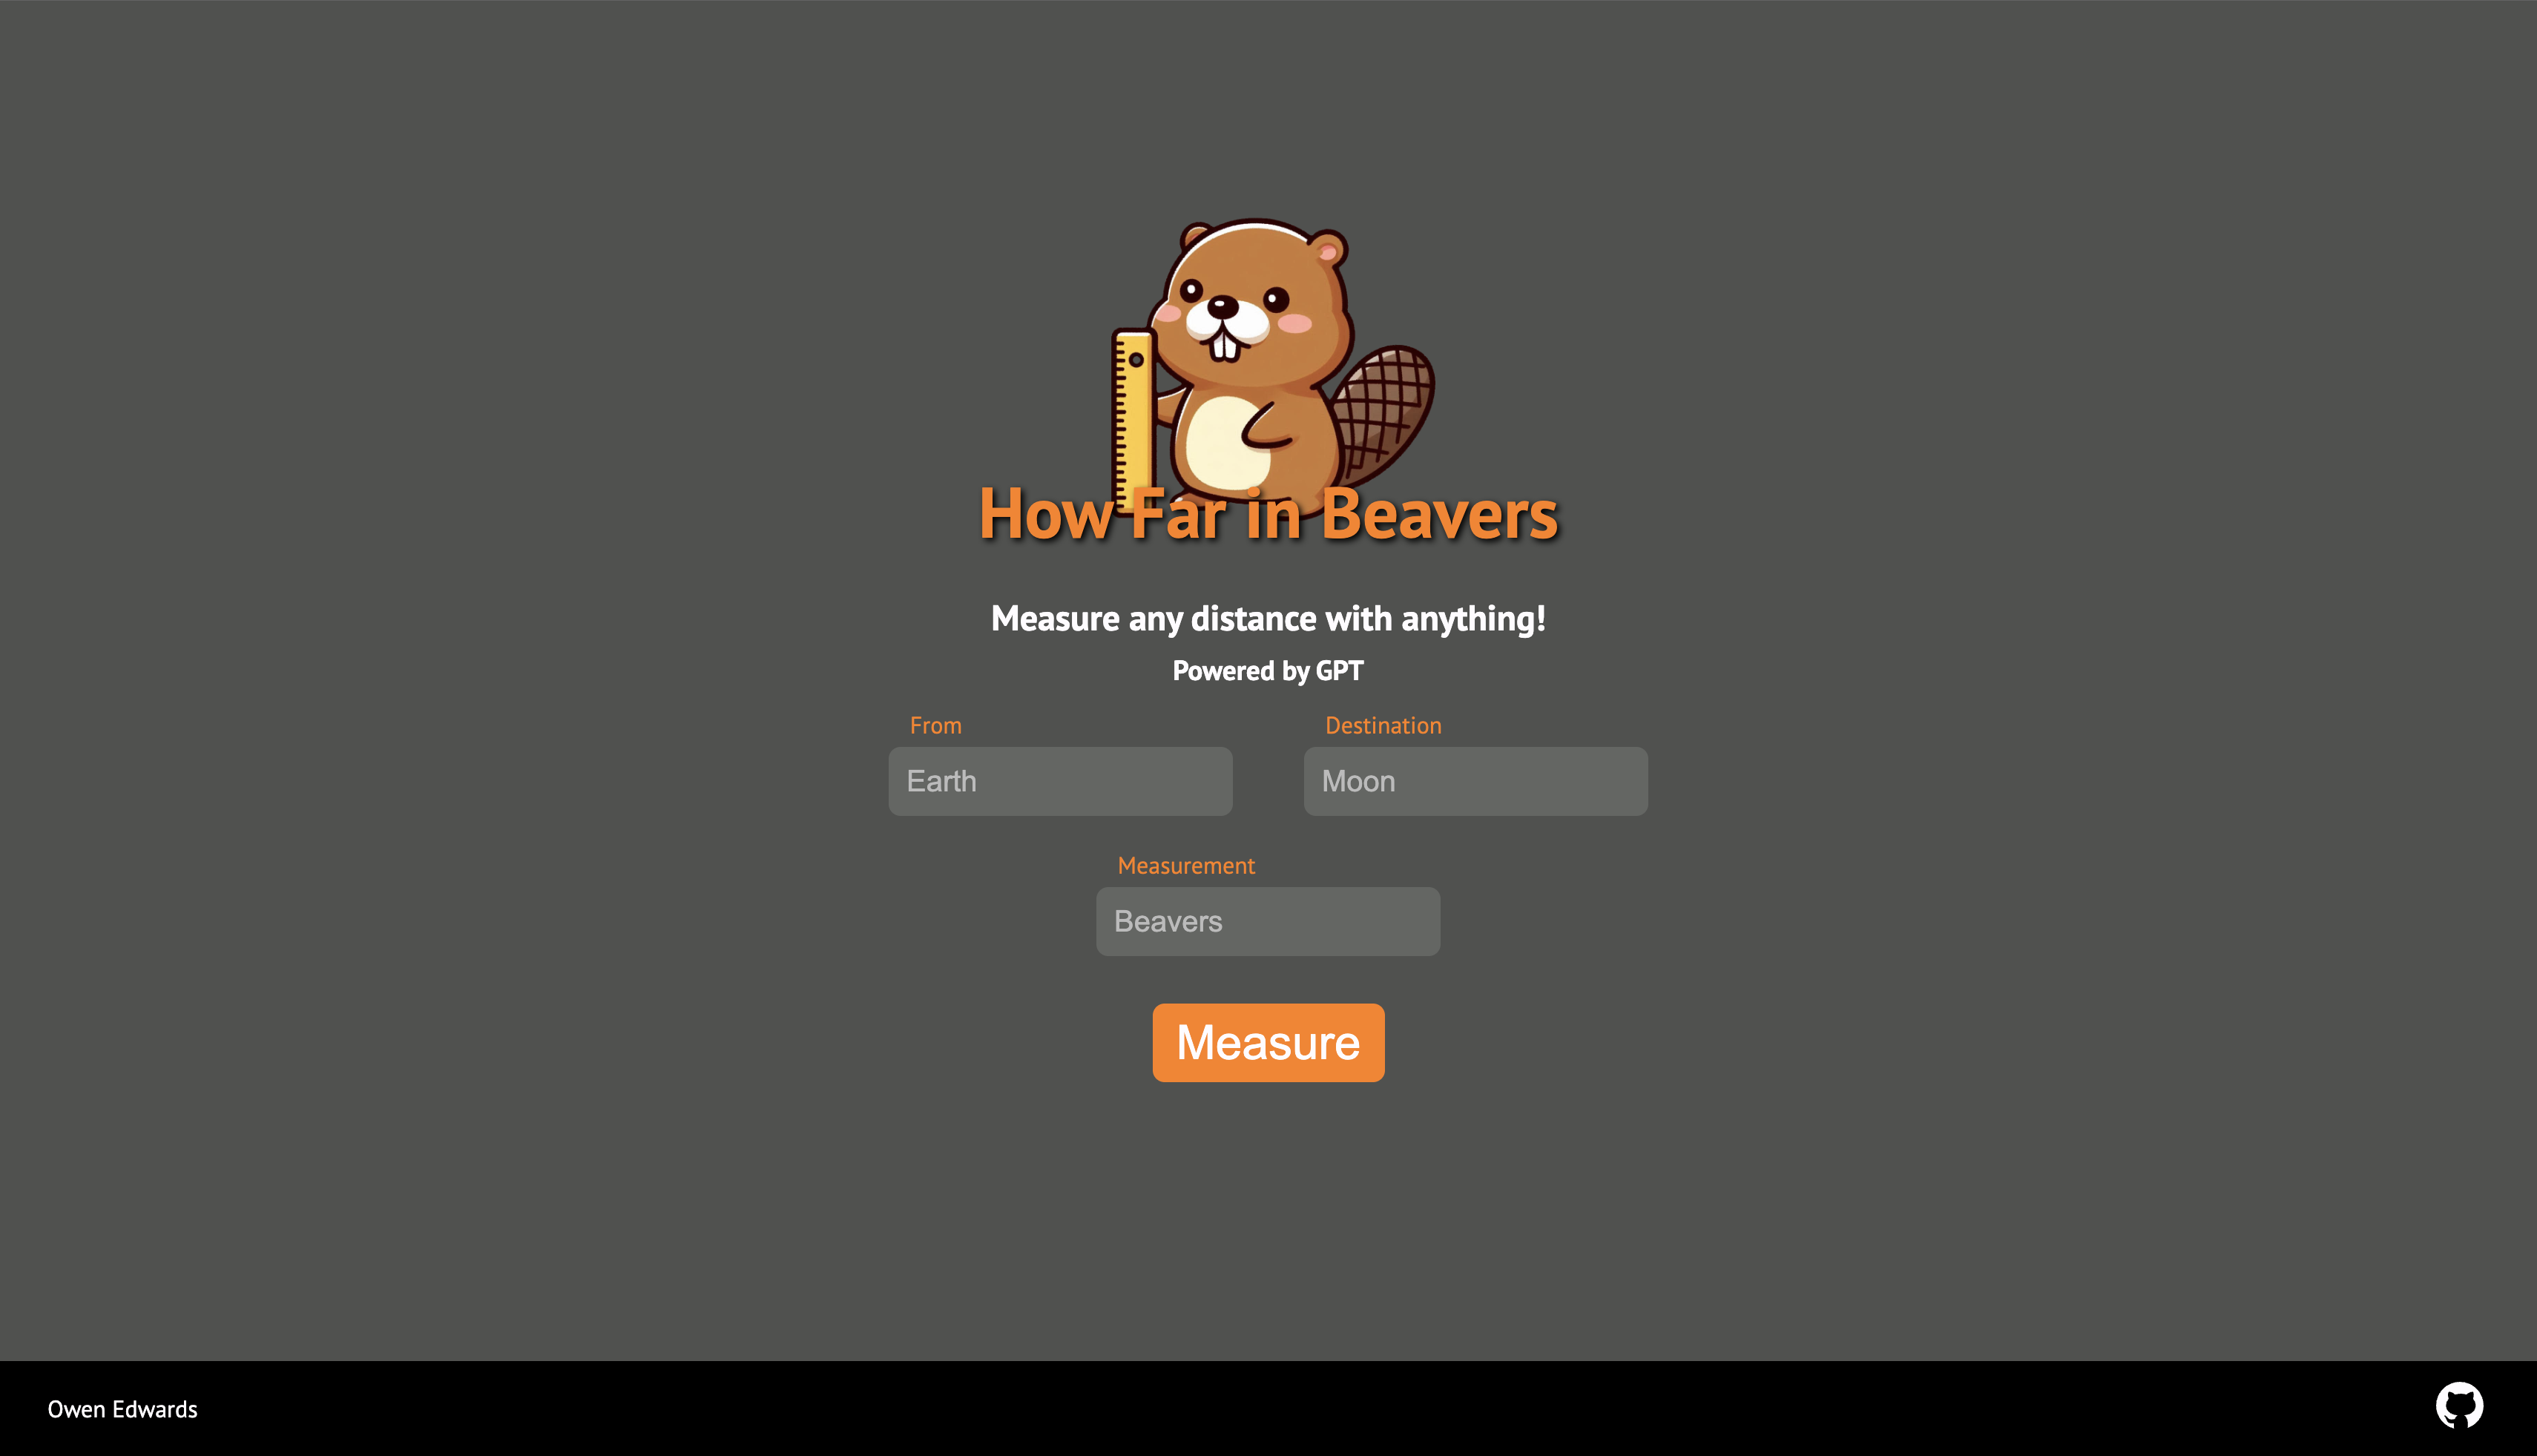 How Far in Beavers
Measure any distance with anything!
Powered by GPT
From
Destination
Earth
Moon
Measurement
Beavers
Measure
Owen Edwards